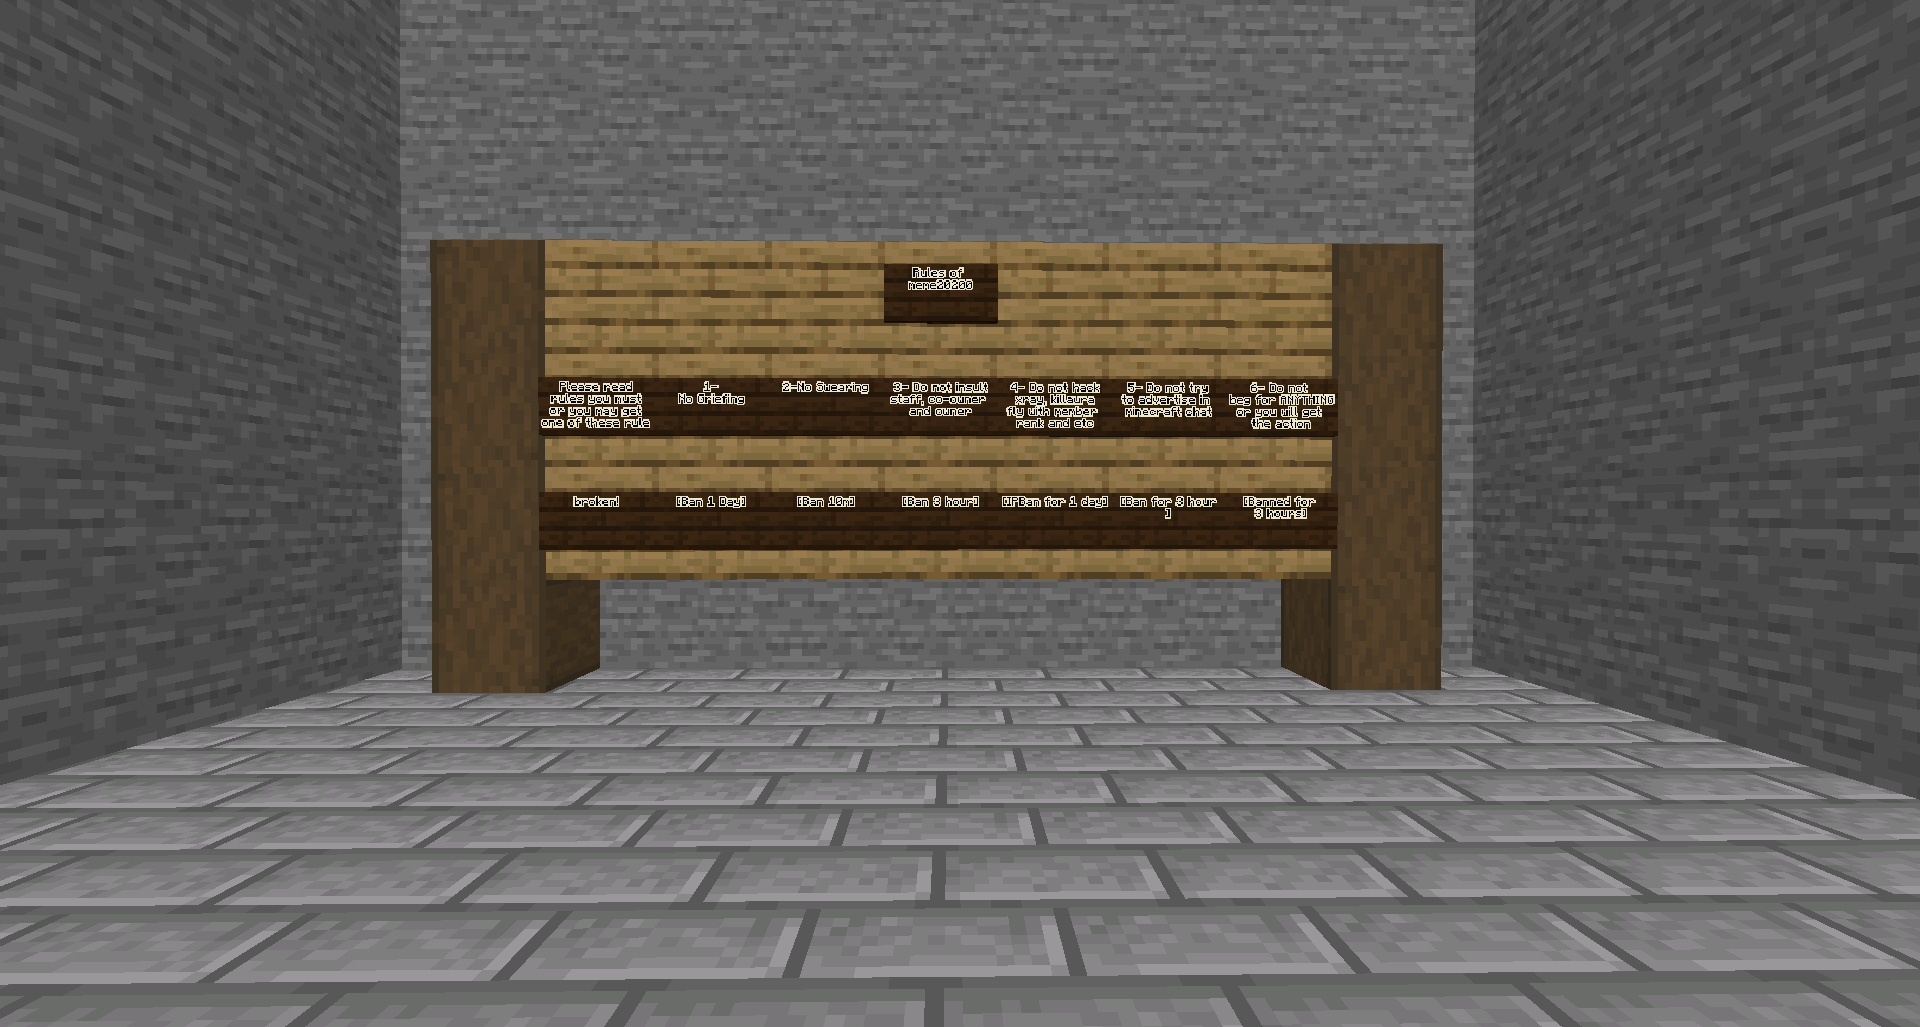 Rules of
meme20200
Please read
rules you must
or you may get
one of these rule
1-
No Griefing
2-No Swearing
3- Do not insult
staff, co-owner
and owner
4- Do not hack
xray, killaura
fly with Member
rank and etc
5- Do not try
to advertise in
minecraft chat
6- Do not
beg for ANYTHING
or you will get
the action
broken!
[Ban 1 Day]
[Ban 10m]
[Ban 3 hour]
Ban for 1 day]
[Ban for 3 hour
]
[Banned for
3 hours]